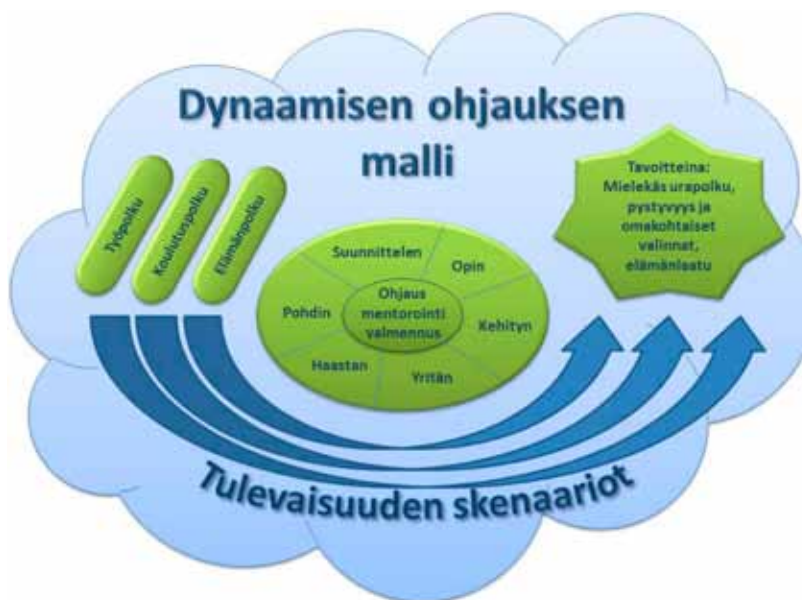 Dynaamisen ohjauksen
malli
Työpolku
Koulutuspolku
Elämänpolku
Tavoitteina:
Mielekäs urapolku,
pystyvyys ja
omakohtaiset
valinnat,
elämänlaatu
Suunnittelen
Opin
Kehityn
Yritän
Haastan
Pohdin
Ohjaus
mentorointi
valmennus
Tulevaisuuden skenaariot